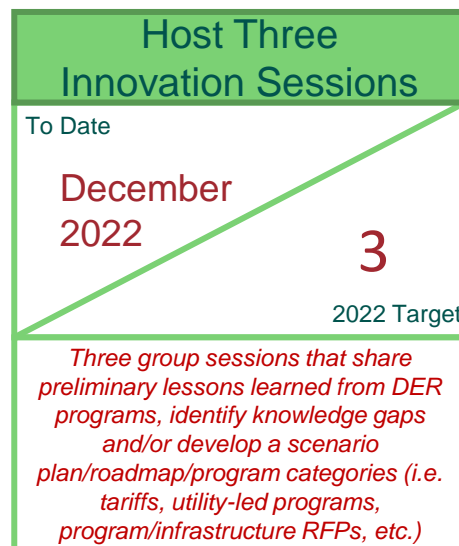 Host Three
Innovation Sessions
To Date
December
2022
3
2022 Target
Three group sessions that share
preliminary lessons learned from DER
programs, identify knowledge gaps
and/or develop a scenario
plan/roadmap/program categories (i.e.
tariffs, utility-led programs,
program/infrastructure RFPs, etc.)